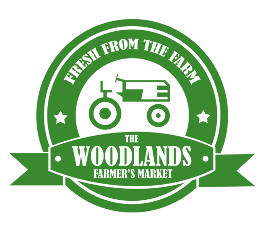 FRESH FROM THE FARM
THE
WOODLANDS
FARMER'S MARKET